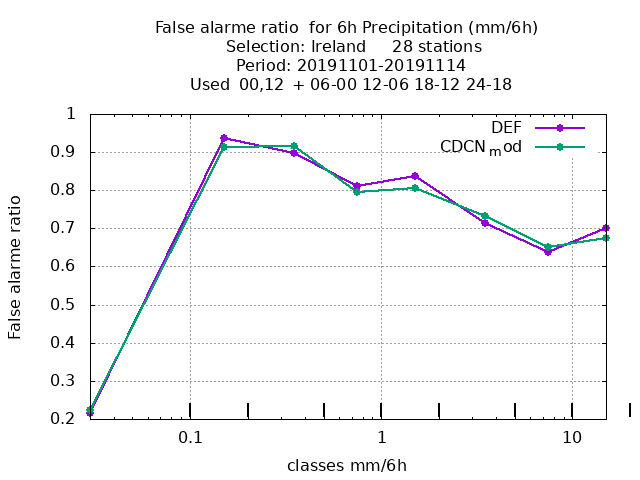 False alarme ratio  for 6h Precipitation (mm/6h)
Selection: Ireland     28 stations
Period: 20191101-20191114
Used  00,12  + 06-00 12-06 18-12 24-18
DEF
CDCNmod
1
0.9
0.8
0.7
0.6
0.5
0.4
0.3
0.2
False alarme ratio
0.1
1
10
classes mm/6h